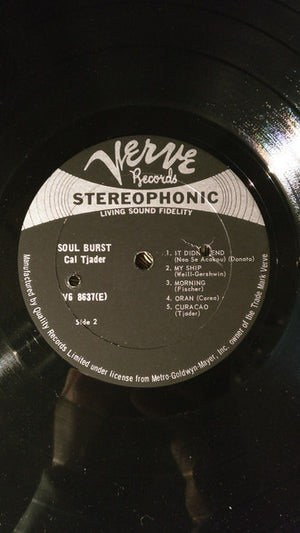 Verve
Records
STEREOPHONIC
LIVING SOUND FIDELITY
SOUL BURST
Cal Tjader
V6 8637(E)
Side 2
1. IT DIDN' END
(Noa Se Acabou) (Donato)
2. MY SHIP
(Weill-Gershwin)
3. MORNING
(Fischer)
4. ORAN (Corea)
5. CURACAO
(Tjader)
Manufactured by Quality Records Limited under license from Metro-Goldwyn-Mayer, Inc. owner of the Trade Mark Verve